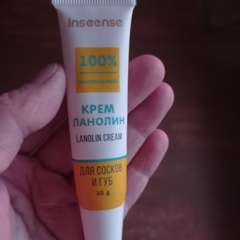 Inseense
100%
КРЕМ
ЛАНОЛИН
LANOLIN CREAM
ДЛЯ СОСКОВ
И ГУБ